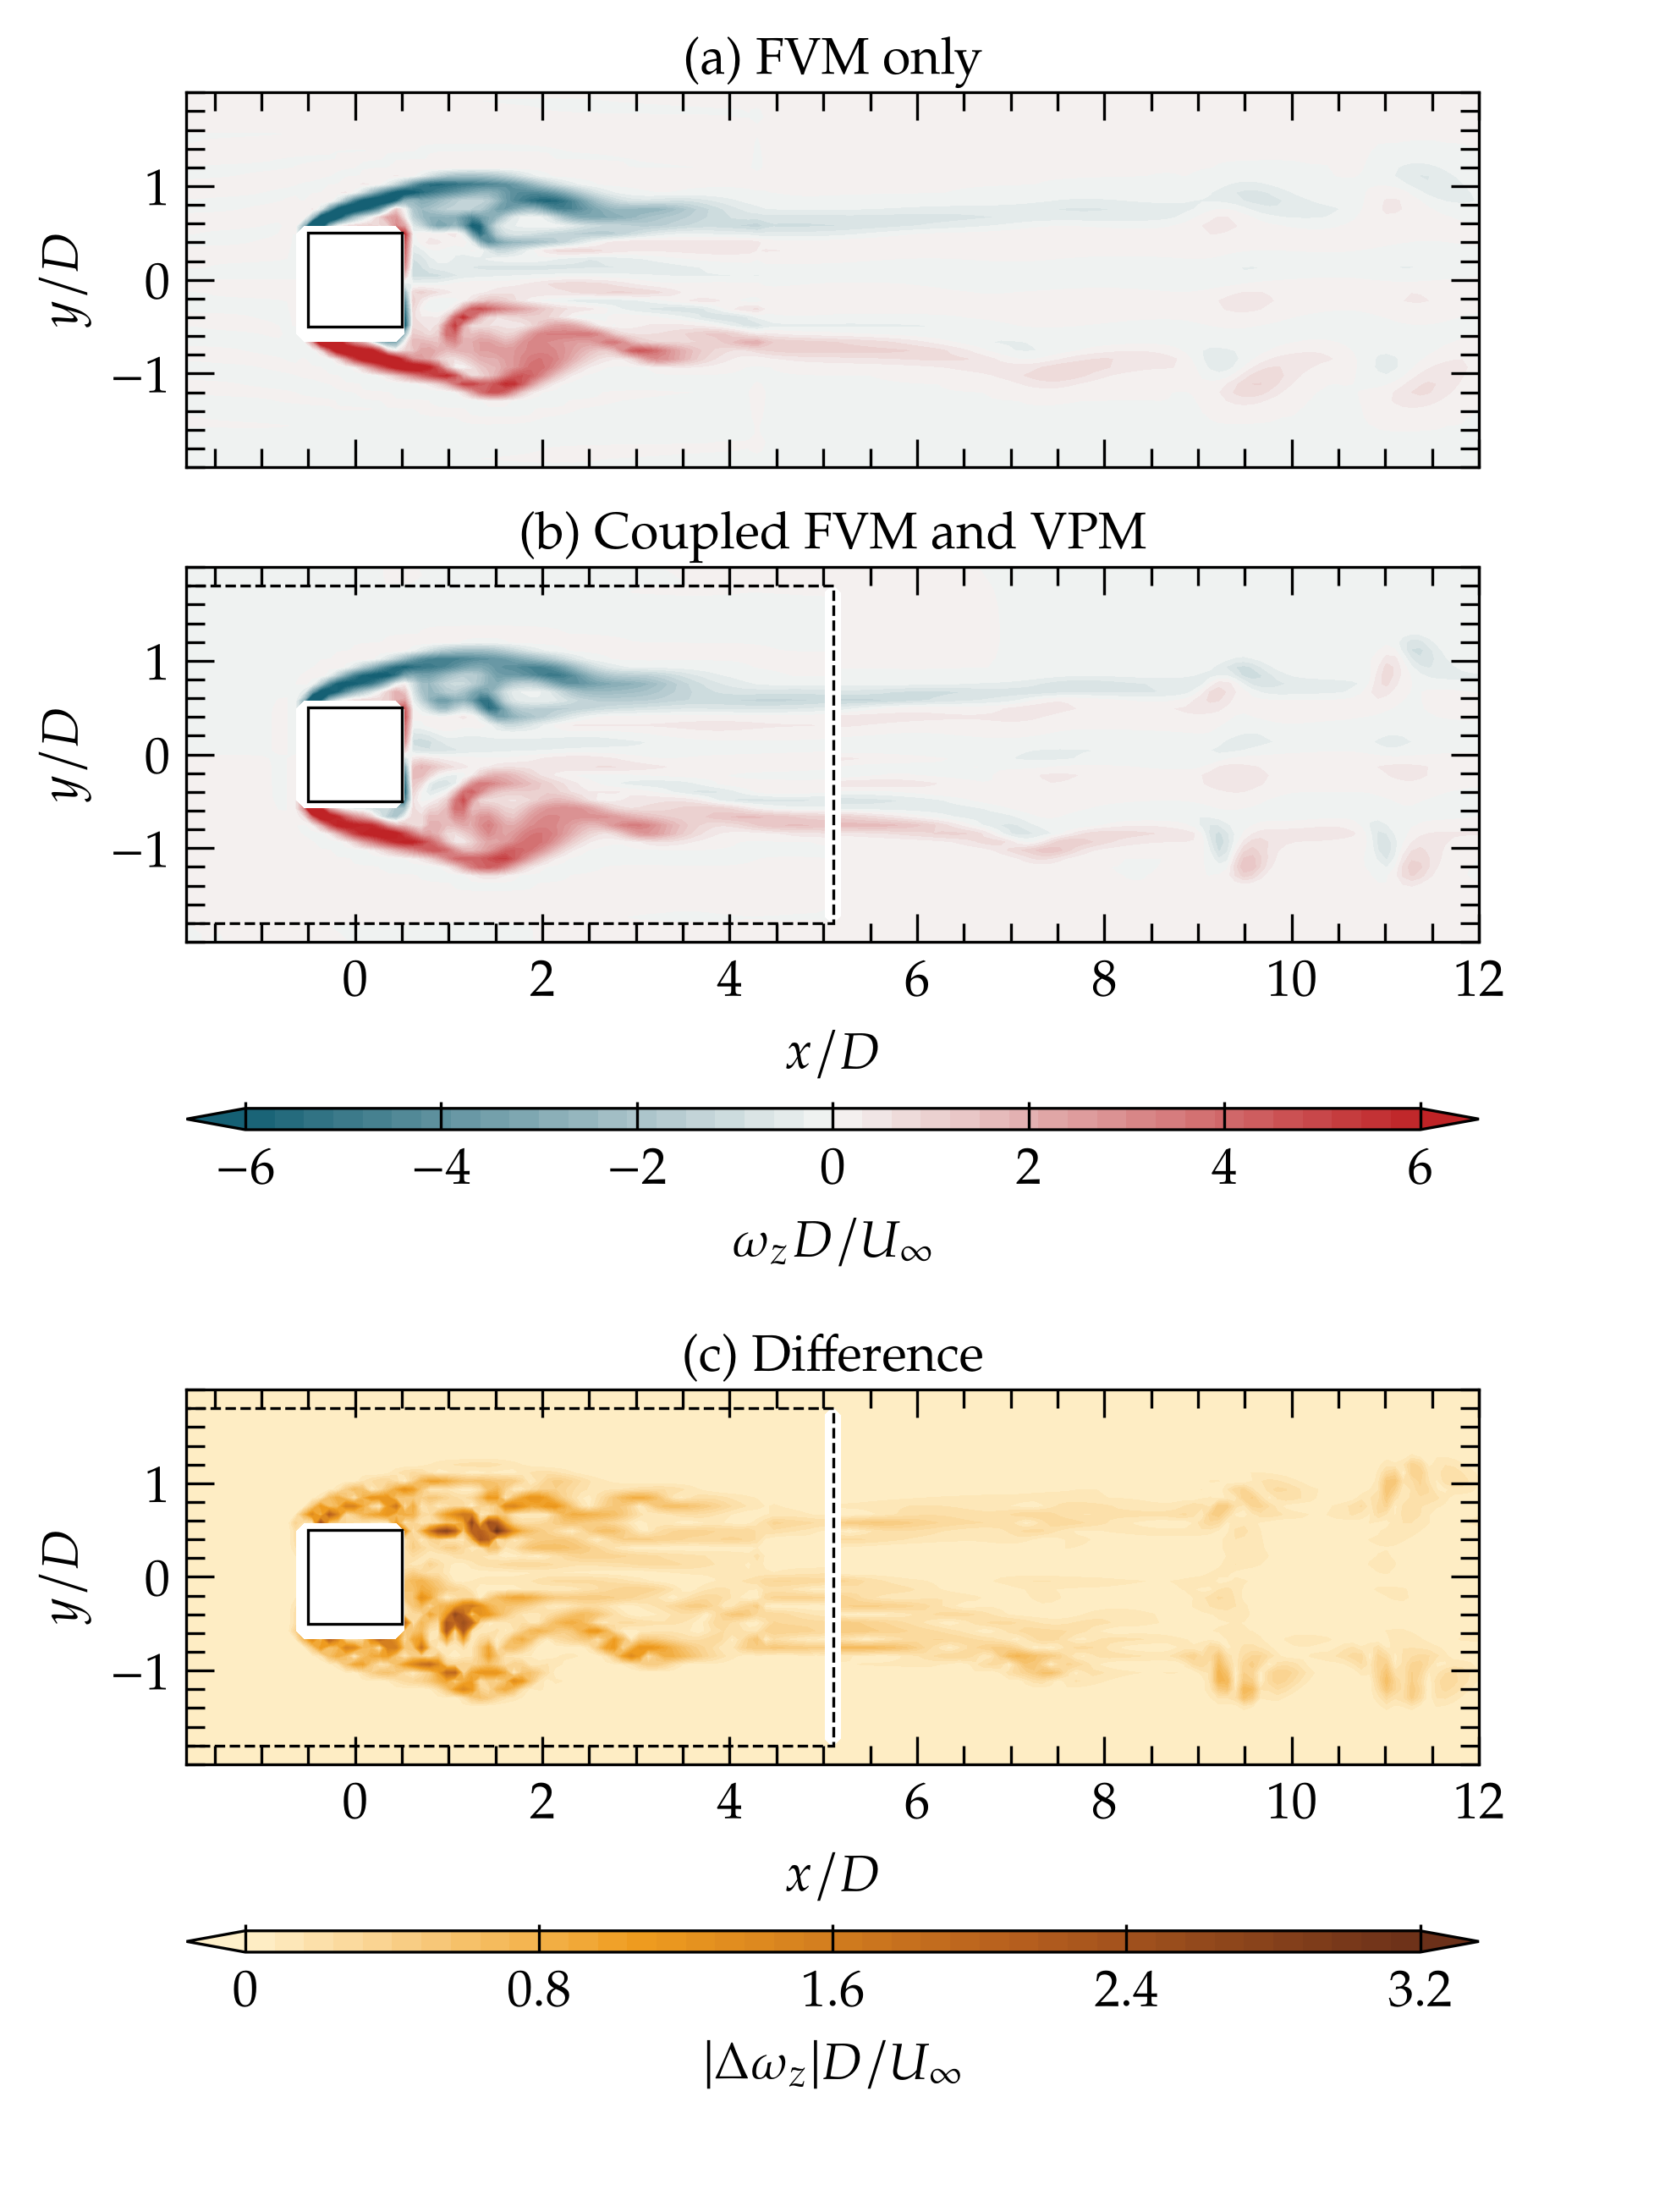 (a) FVM only
1
0
−1
y/D
(b) Coupled FVM and VPM
1
0
−1
y/D
0 2 4 6 8 10 12
x/D
−6 −4 −2 0 2 4 6
ω_z D/U_∞
(c) Difference
1
0
−1
y/D
0 2 4 6 8 10 12
x/D
0 0.8 1.6 2.4 3.2
|Δω_z|D/U_∞